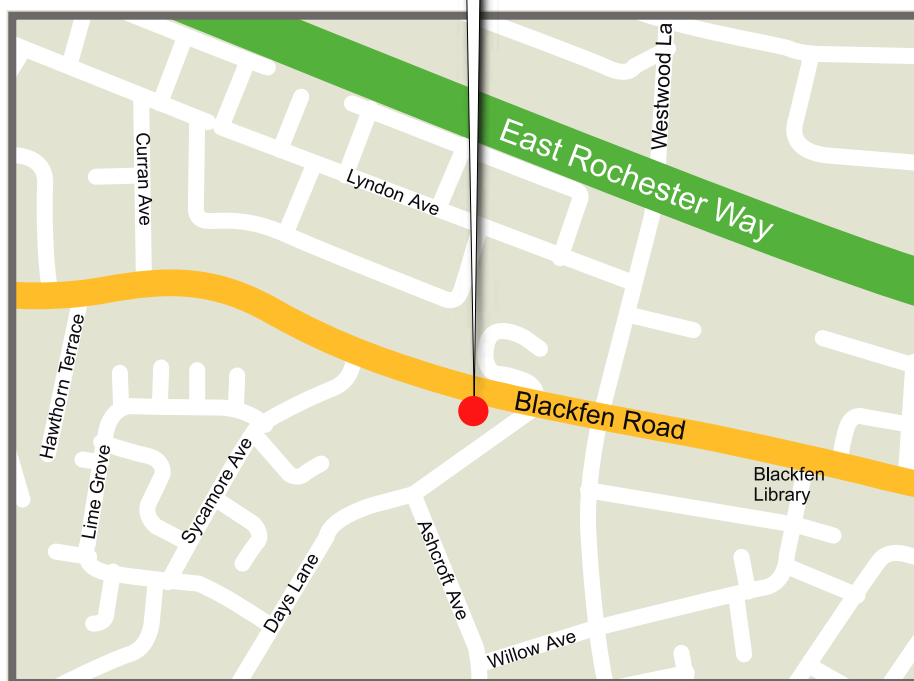 Westwood La
East Rochester Way
Curran Ave
Lyndon Ave
Hawthorn Terrace
Blackfen Road
Blackfen
Library
Lime Grove
Sycamore Ave
Days Lane
Ashcroft Ave
Willow Ave